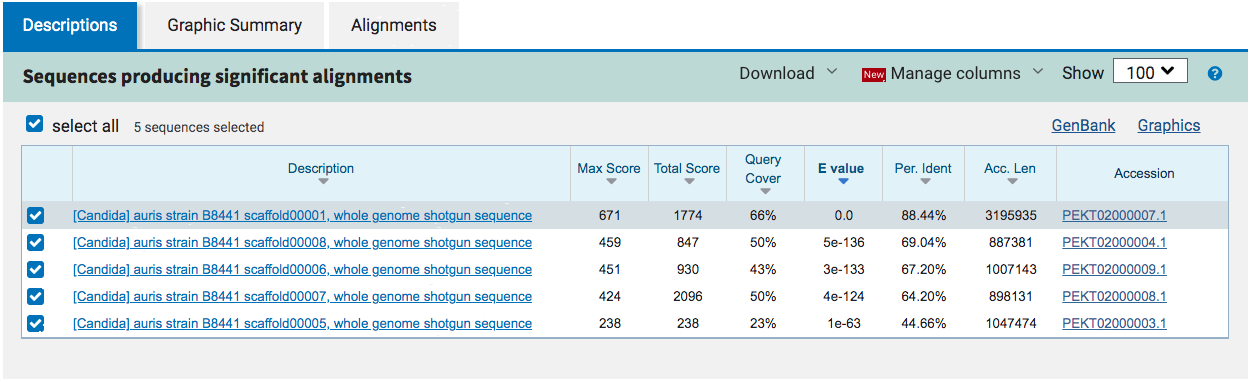 Descriptions Graphic Summary Alignments
Sequences producing significant alignments Download New Manage columns Show 100 ?
select all 5 sequences selected GenBank Graphics
Description Max Score Total Score Query Cover E value Per. Ident Acc. Len Accession
[Candida] auris strain B8441 scaffold00001, whole genome shotgun sequence 671 1774 66% 0.0 88.44% 3195935 PEKT02000007.1
[Candida] auris strain B8441 scaffold00008, whole genome shotgun sequence 459 847 50% 5e-136 69.04% 887381 PEKT02000004.1
[Candida] auris strain B8441 scaffold00006, whole genome shotgun sequence 451 930 43% 3e-133 67.20% 1007143 PEKT02000009.1
[Candida] auris strain B8441 scaffold00007, whole genome shotgun sequence 424 2096 50% 4e-124 64.20% 898131 PEKT02000008.1
[Candida] auris strain B8441 scaffold00005, whole genome shotgun sequence 238 238 23% 1e-63 44.66% 1047474 PEKT02000003.1